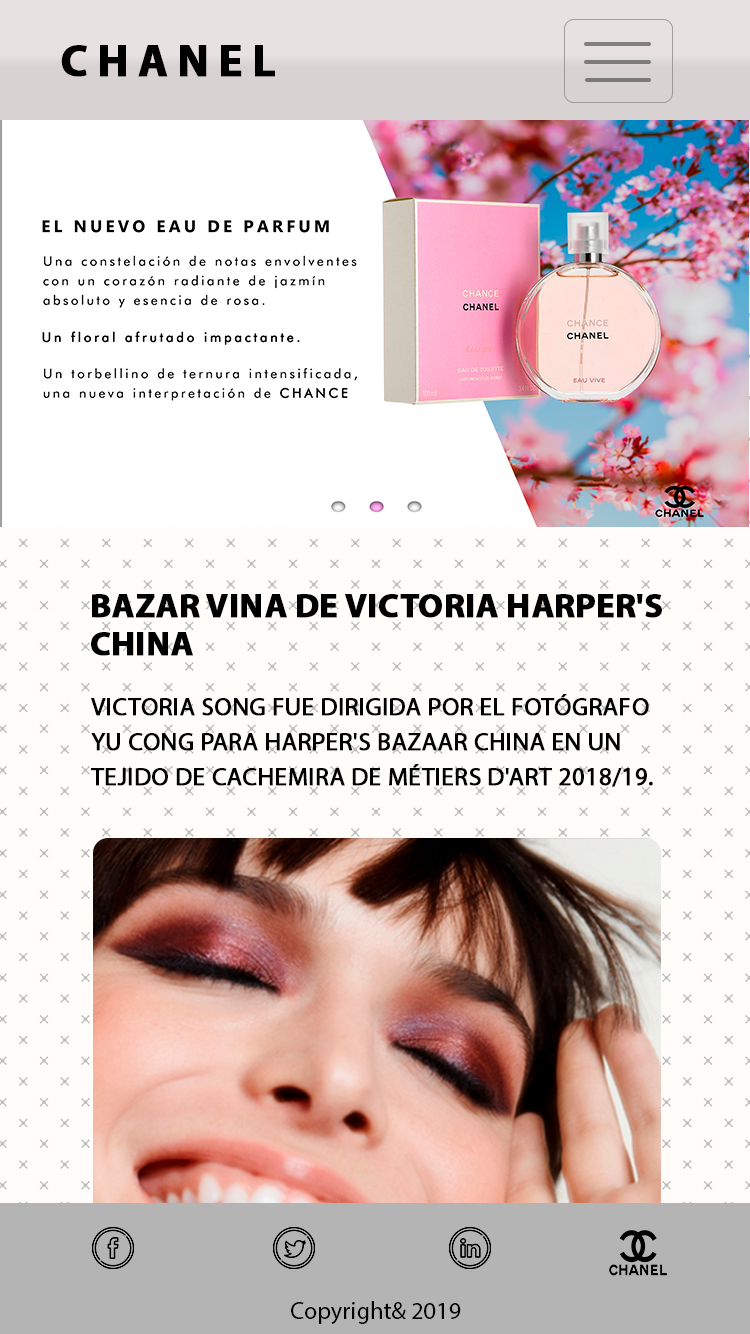 CHANEL
EL NUEVO EAU DE PARFUM
Una constelación de notas envolventes
con un corazón radiante de jazmín
absoluto y esencia de rosa.
Un floral afrutado impactante.
Un torbellino de ternura intensificada,
una nueva interpretación de CHANCE
CHANCE
CHANEL
EAU DE TOILETTE
100 ml
CHANCE
CHANEL
EAU VIVE
CHANEL
BAZAR VINA DE VICTORIA HARPER'S
CHINA
VICTORIA SONG FUE DIRIGIDA POR EL FOTÓGRAFO
YU CONG PARA HARPER'S BAZAAR CHINA EN UN
TEJIDO DE CACHEMIRA DE MÉTIERS D'ART 2018/19.
f
in
CHANEL
Copyright& 2019